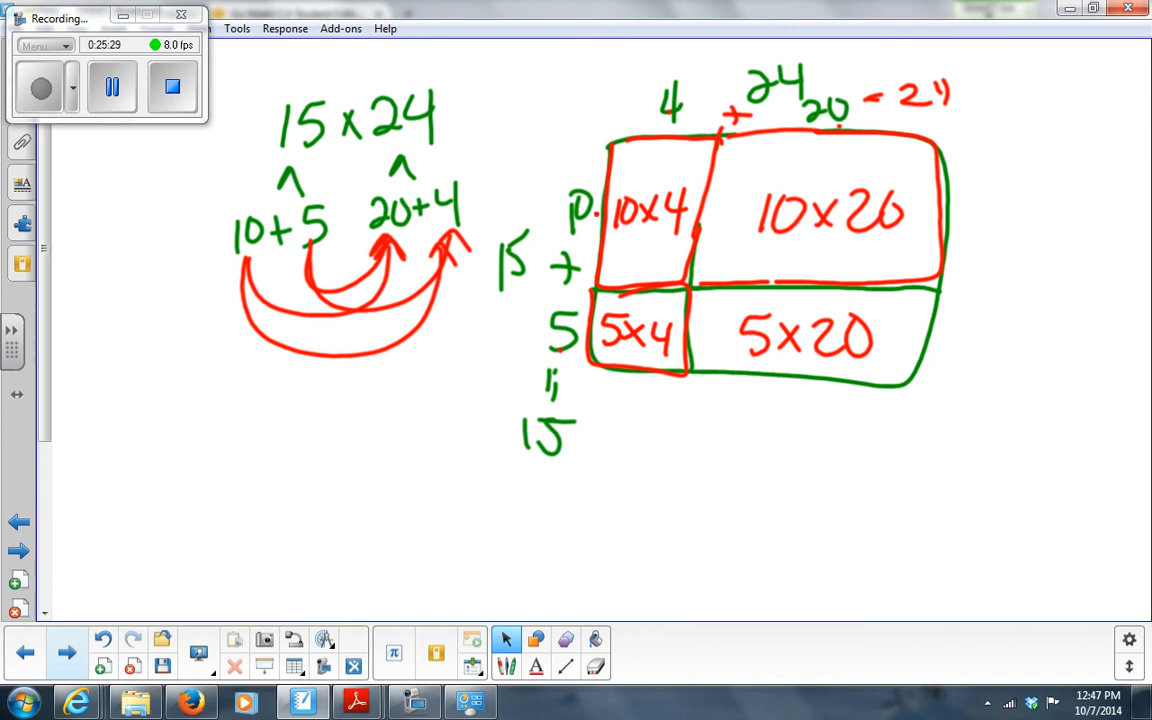 Recording...
Menu
0:25:29
8.0 fps
Tools Response Add-ons Help
15 x 24
10 + 5 20 + 4
24
4 + 20 = 24
15
10
+
5
15
10 x 4 10 x 20
5 x 4 5 x 20
12:47 PM
10/7/2014